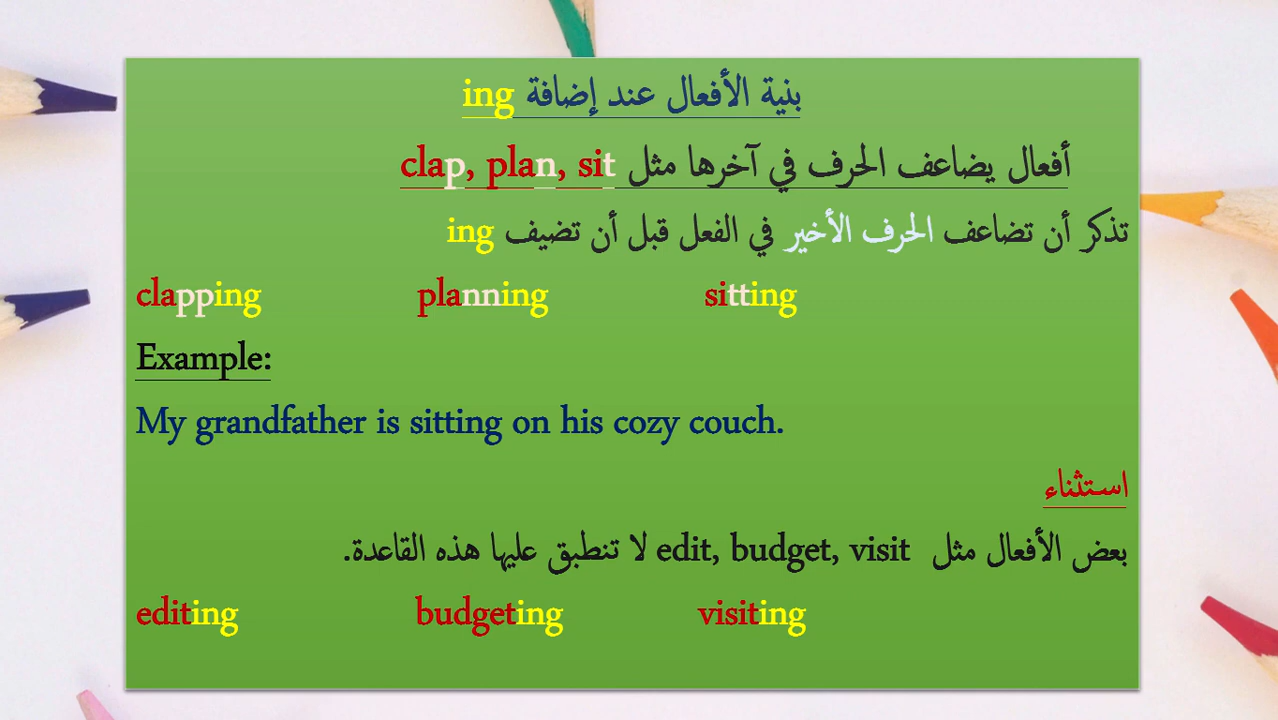 بنية الأفعال عند إضافة ing
أفعال يضاعف الحرف في آخرها مثل clap, plan, sit
تذكر أن تضاعف الحرف الأخير في الفعل قبل أن تضيف ing
clapping planning sitting
Example:
My grandfather is sitting on his cozy couch.
استثناء
بعض الأفعال مثل edit, budget, visit لا تنطبق عليها هذه القاعدة.
editing budgeting visiting